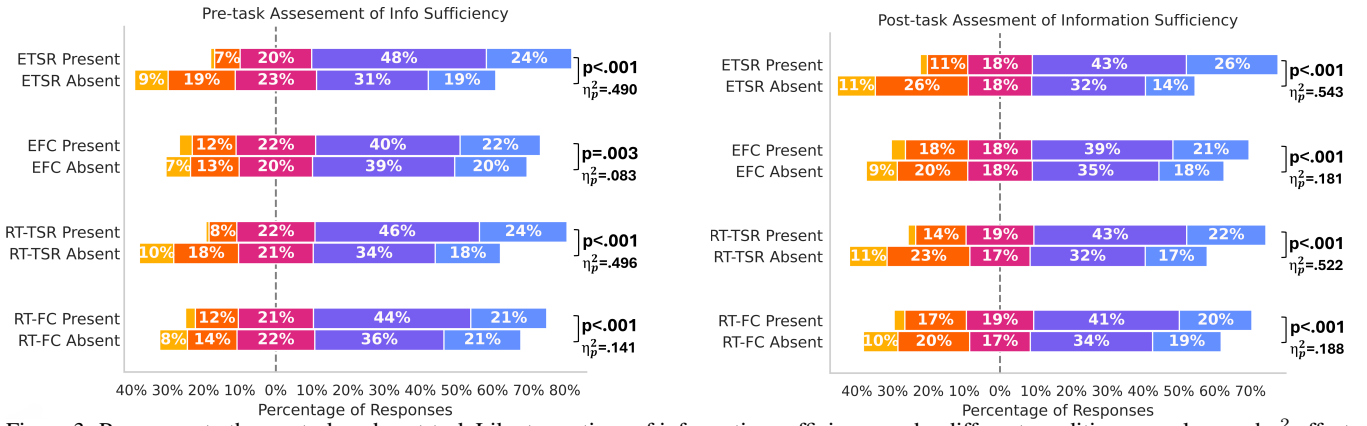 Pre-task Assesement of Info Sufficiency
ETSR Present 7% 20% 48% 24% p<.001
ETSR Absent 9% 19% 23% 31% 19% η²p=.490
EFC Present 12% 22% 40% 22% p=.003
EFC Absent 7% 13% 20% 39% 20% η²p=.083
RT-TSR Present 8% 22% 46% 24% p<.001
RT-TSR Absent 10% 18% 21% 34% 18% η²p=.496
RT-FC Present 12% 21% 44% 21% p<.001
RT-FC Absent 8% 14% 22% 36% 21% η²p=.141
40% 30% 20% 10% 0% 10% 20% 30% 40% 50% 60% 70% 80%
Percentage of Responses
Post-task Assesment of Information Sufficiency
ETSR Present 11% 18% 43% 26% p<.001
ETSR Absent 11% 26% 18% 32% 14% η²p=.543
EFC Present 18% 18% 39% 21% p<.001
EFC Absent 9% 20% 18% 35% 18% η²p=.181
RT-TSR Present 14% 19% 43% 22% p<.001
RT-TSR Absent 11% 23% 17% 32% 17% η²p=.522
RT-FC Present 17% 19% 41% 20% p<.001
RT-FC Absent 10% 20% 17% 34% 19% η²p=.188
40% 30% 20% 10% 0% 10% 20% 30% 40% 50% 60% 70%
Percentage of Responses